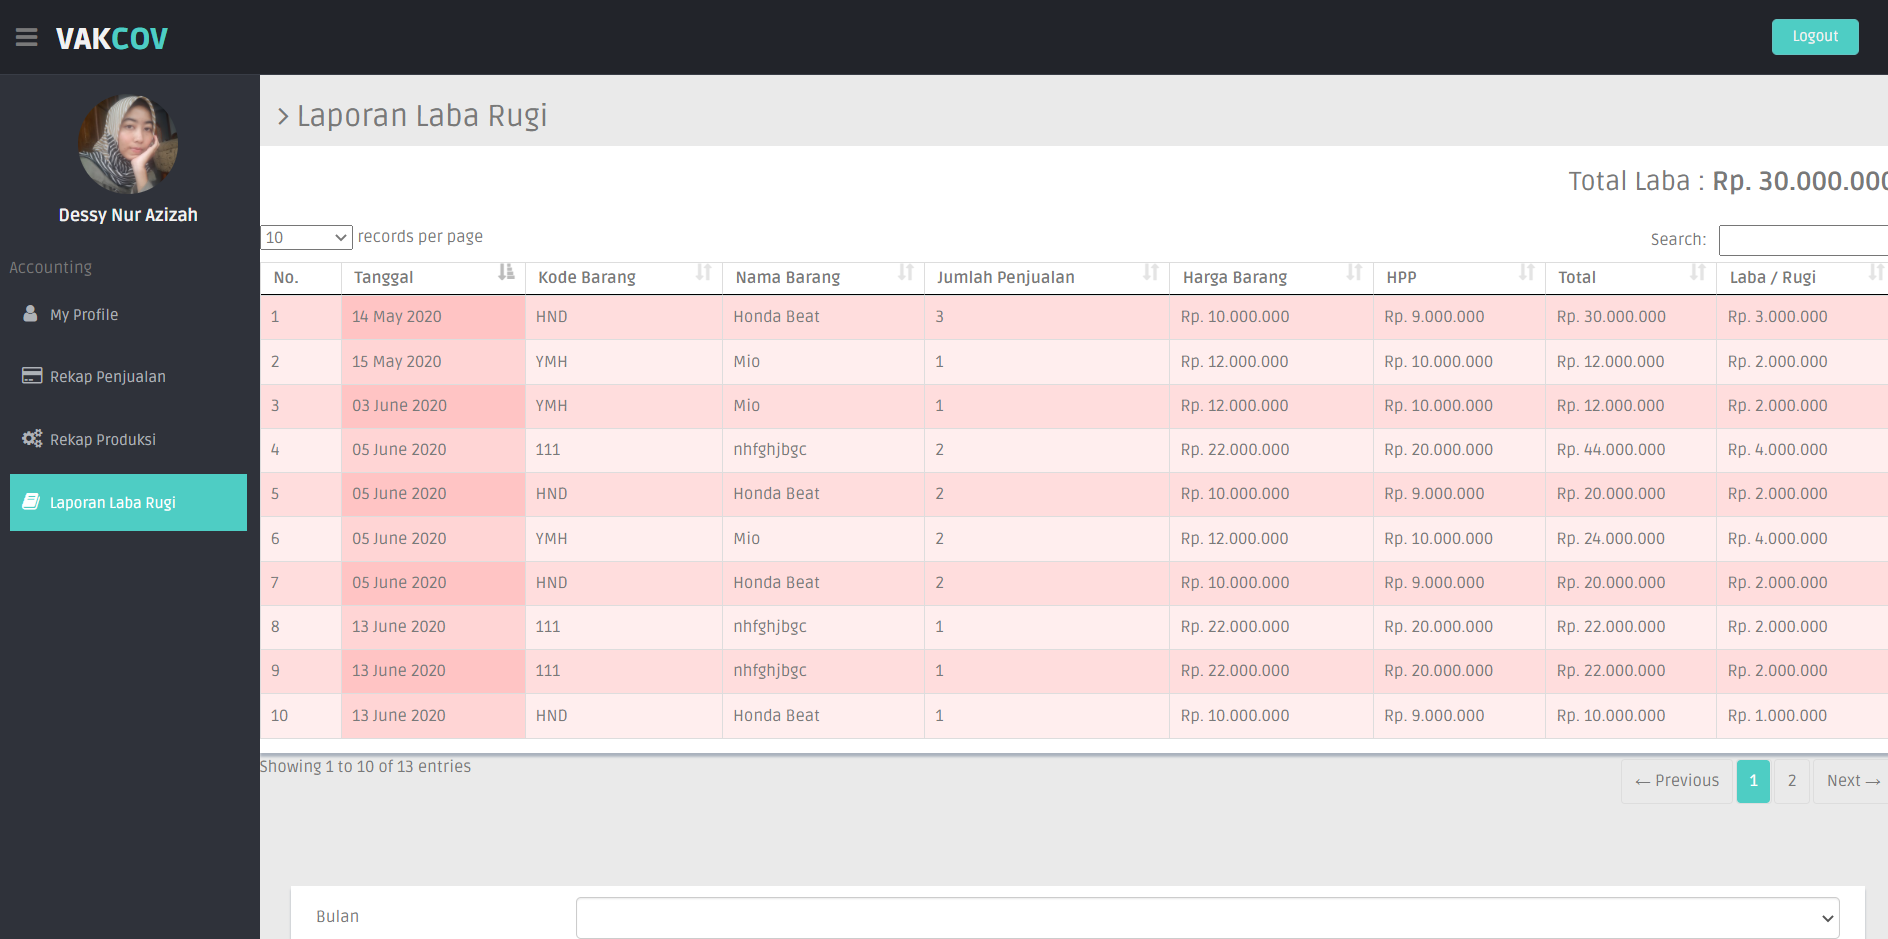 VAKCOV
Logout
Dessy Nur Azizah
Accounting
My Profile
Rekap Penjualan
Rekap Produksi
Laporan Laba Rugi
> Laporan Laba Rugi
Total Laba : Rp. 30.000.000
10 records per page
Search:
No. Tanggal Kode Barang Nama Barang Jumlah Penjualan Harga Barang HPP Total Laba / Rugi
1 14 May 2020 HND Honda Beat 3 Rp. 10.000.000 Rp. 9.000.000 Rp. 30.000.000 Rp. 3.000.000
2 15 May 2020 YMH Mio 1 Rp. 12.000.000 Rp. 10.000.000 Rp. 12.000.000 Rp. 2.000.000
3 03 June 2020 YMH Mio 1 Rp. 12.000.000 Rp. 10.000.000 Rp. 12.000.000 Rp. 2.000.000
4 05 June 2020 111 nhfghjbgc 2 Rp. 22.000.000 Rp. 20.000.000 Rp. 44.000.000 Rp. 4.000.000
5 05 June 2020 HND Honda Beat 2 Rp. 10.000.000 Rp. 9.000.000 Rp. 20.000.000 Rp. 2.000.000
6 05 June 2020 YMH Mio 2 Rp. 12.000.000 Rp. 10.000.000 Rp. 24.000.000 Rp. 4.000.000
7 05 June 2020 HND Honda Beat 2 Rp. 10.000.000 Rp. 9.000.000 Rp. 20.000.000 Rp. 2.000.000
8 13 June 2020 111 nhfghjbgc 1 Rp. 22.000.000 Rp. 20.000.000 Rp. 22.000.000 Rp. 2.000.000
9 13 June 2020 111 nhfghjbgc 1 Rp. 22.000.000 Rp. 20.000.000 Rp. 22.000.000 Rp. 2.000.000
10 13 June 2020 HND Honda Beat 1 Rp. 10.000.000 Rp. 9.000.000 Rp. 10.000.000 Rp. 1.000.000
Showing 1 to 10 of 13 entries
← Previous 1 2 Next →
Bulan